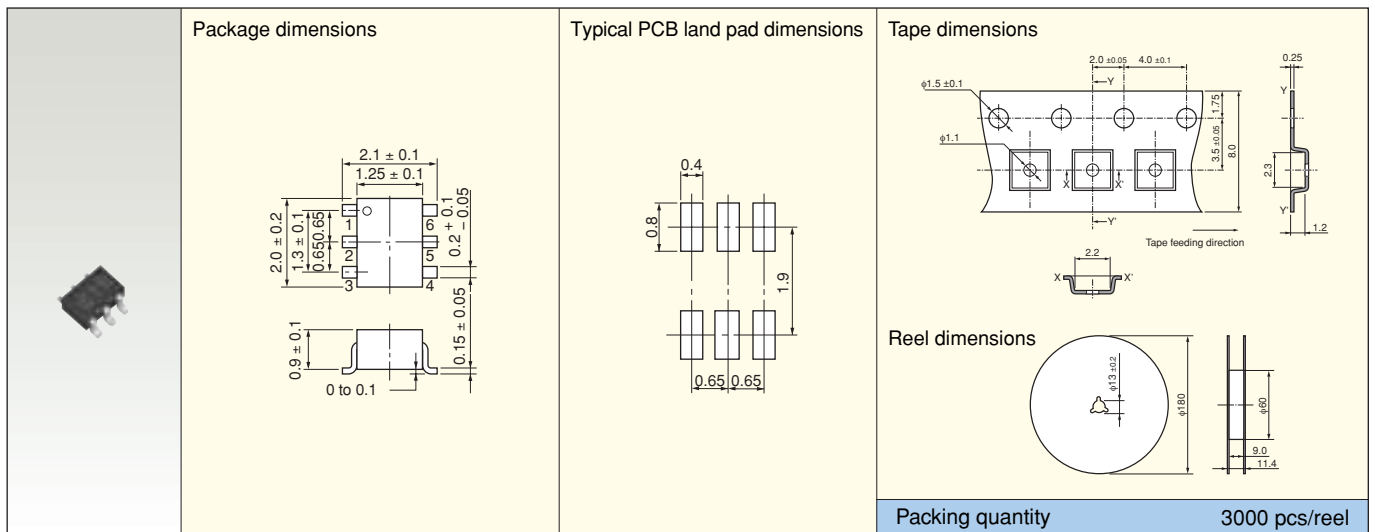 Package dimensions
2.1 ± 0.1
1.25 ± 0.1
2.0 ± 0.2
1.3 ± 0.1
0.65
0.65
1
2
3
6
5
4
0.2 + 0.1
− 0.05
0.15 ± 0.05
0.9 ± 0.1
0 to 0.1
Typical PCB land pad dimensions
0.4
0.8
1.9
0.65
0.65
Tape dimensions
2.0 ±0.05
4.0 ±0.1
0.25
φ1.5 ±0.1
Y
Y
1.75
φ1.1
3.5 ±0.05
8.0
2.3
X
X'
Y'
Y'
1.2
Tape feeding direction
2.2
X
X'
Reel dimensions
φ13 ±0.2
φ180
φ60
9.0
11.4
Packing quantity 3000 pcs/reel